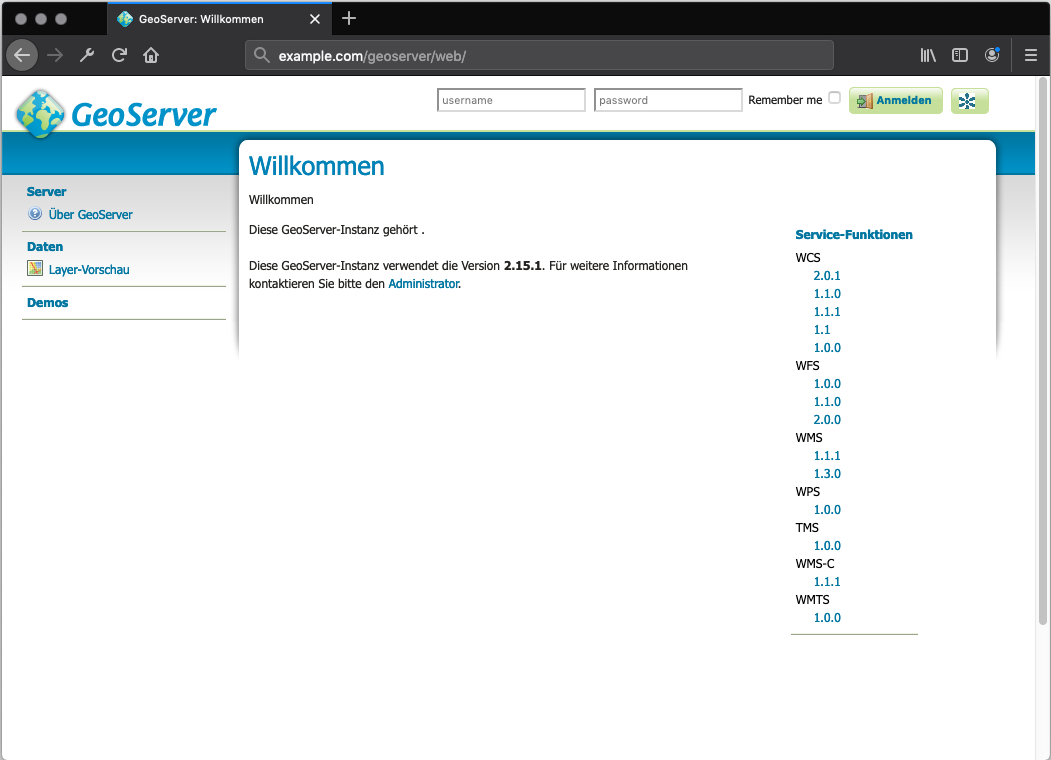 GeoServer: Willkommen
example.com/geoserver/web/
GeoServer
username
password
Remember me
Anmelden
Willkommen
Server
Über GeoServer
Daten
Layer-Vorschau
Demos
Willkommen
Diese GeoServer-Instanz gehört .
Diese GeoServer-Instanz verwendet die Version 2.15.1. Für weitere Informationen
kontaktieren Sie bitte den Administrator.
Service-Funktionen
WCS
2.0.1
1.1.0
1.1.1
1.1
1.0.0
WFS
1.0.0
1.1.0
2.0.0
WMS
1.1.1
1.3.0
WPS
1.0.0
TMS
1.0.0
WMS-C
1.1.1
WMTS
1.0.0